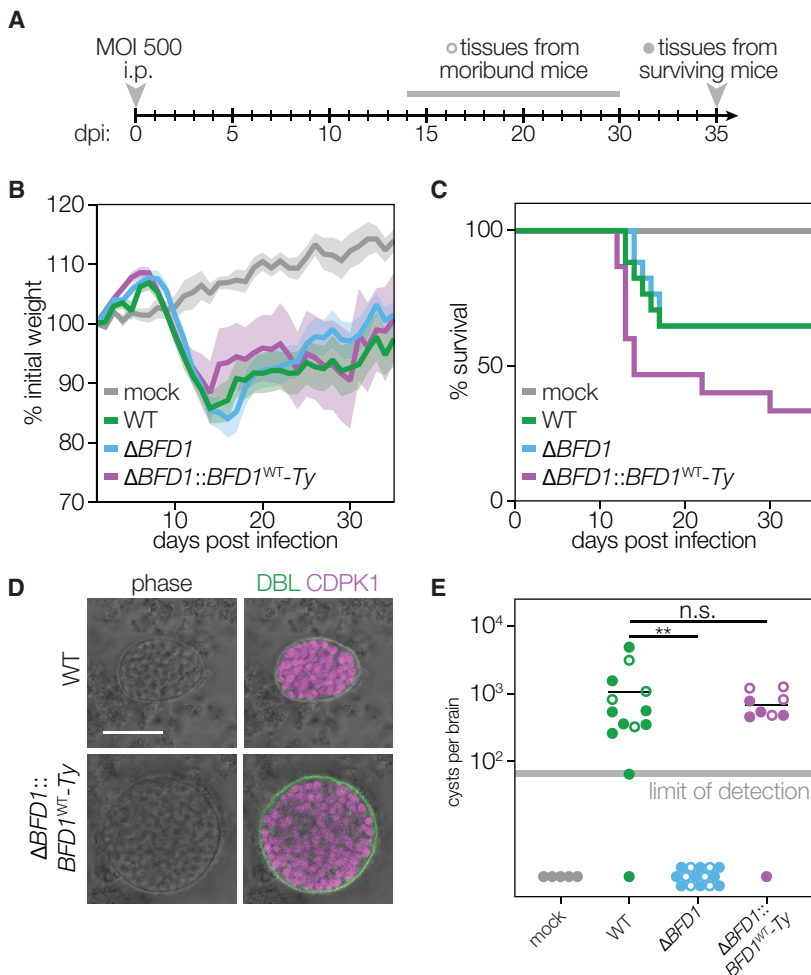 A
MOI 500
i.p.
tissues from
moribund mice
tissues from
surviving mice
dpi:
0 5 10 15 20 25 30 35
B
120
110
100
90
80
70
% initial weight
mock
WT
ΔBFD1
ΔBFD1::BFD1WT-Ty
10 20 30
days post infection
C
100
50
0
% survival
mock
WT
ΔBFD1
ΔBFD1::BFD1WT-Ty
0 10 20 30
days post infection
D
phase
DBL CDPK1
WT
ΔBFD1::
BFD1WT-Ty
E
n.s.
**
10⁴
10³
10²
cysts per brain
limit of detection
mock
WT
ΔBFD1
ΔBFD1::
BFD1WT-Ty